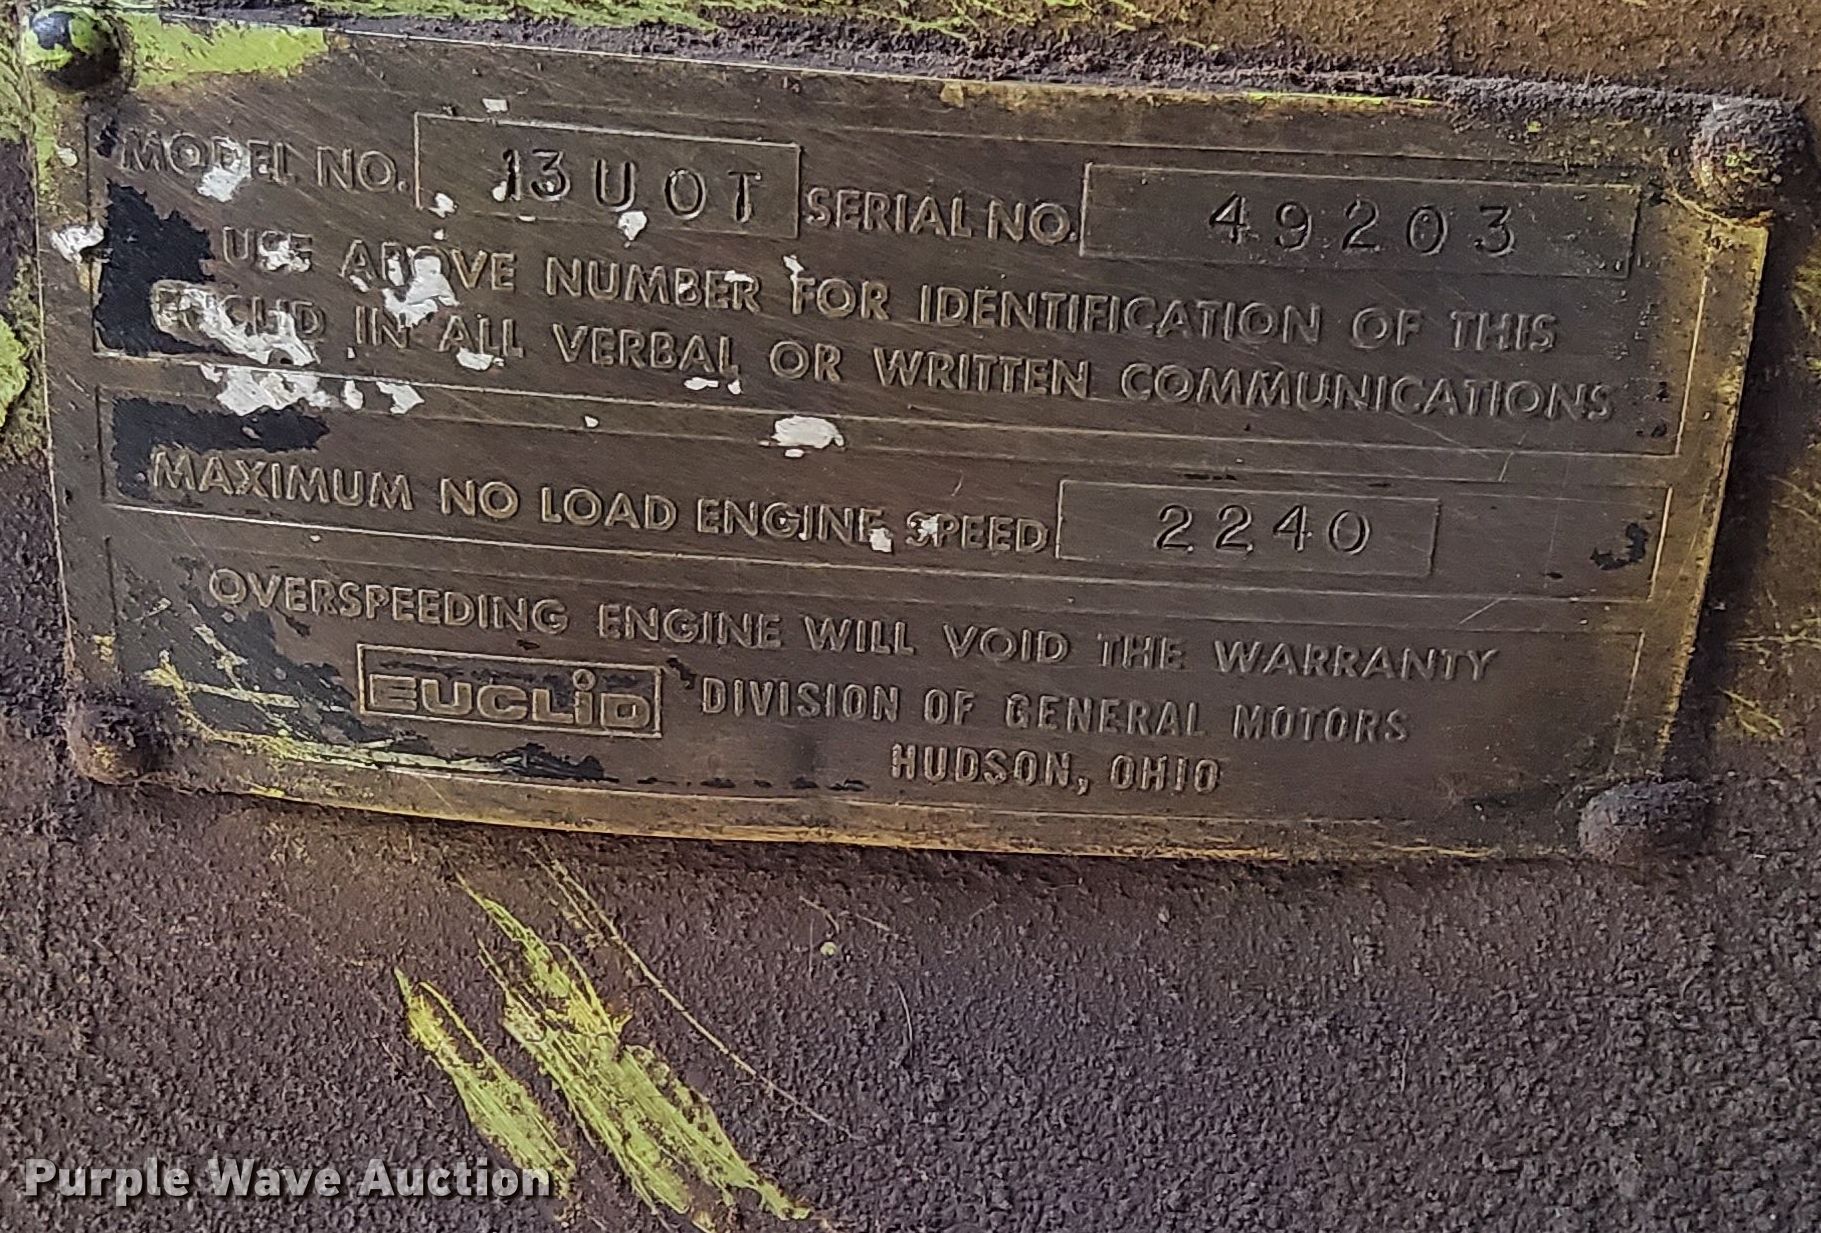 MODEL NO. 13UOT SERIAL NO. 49203
USE ABOVE NUMBER FOR IDENTIFICATION OF THIS
EUCLID IN ALL VERBAL OR WRITTEN COMMUNICATIONS
MAXIMUM NO LOAD ENGINE SPEED 2240
OVERSPEEDING ENGINE WILL VOID THE WARRANTY
EUCLiD DIVISION OF GENERAL MOTORS
HUDSON, OHIO
Purple Wave Auction